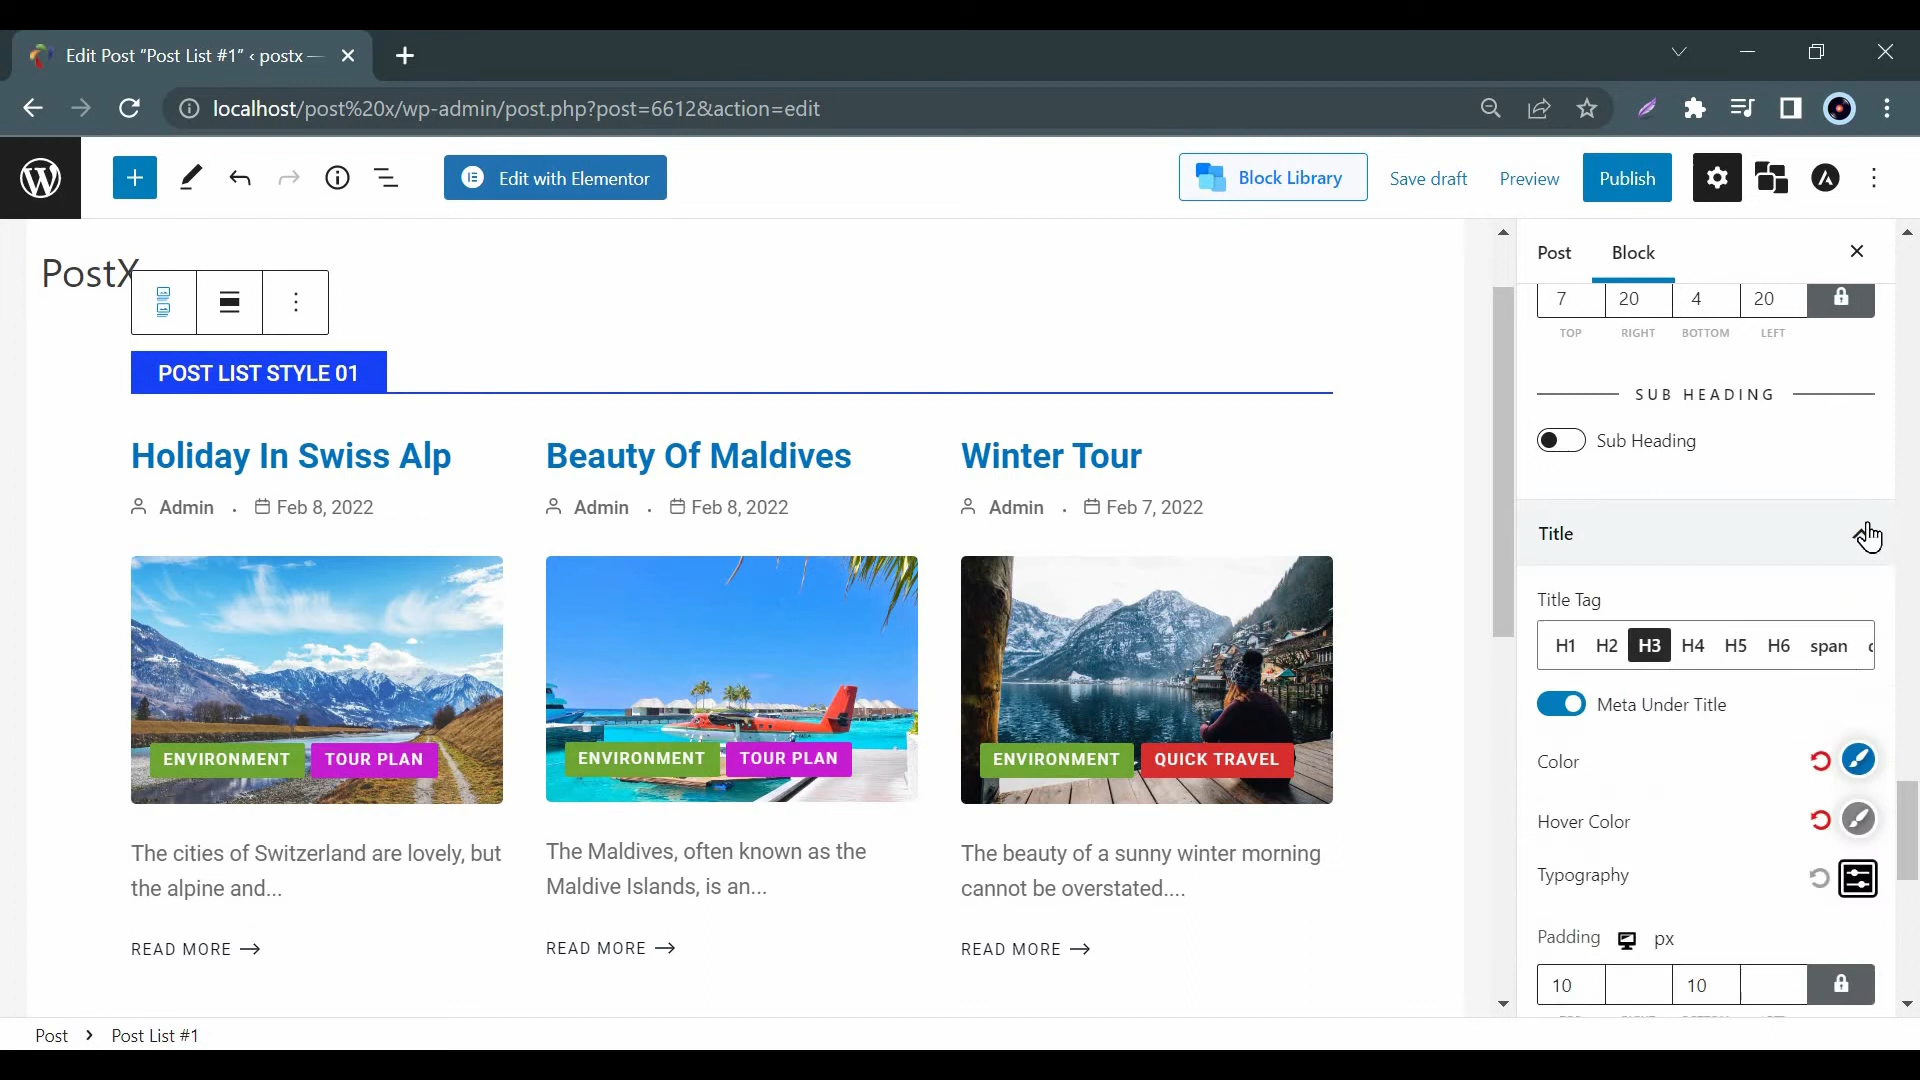 Edit Post “Post List #1” ‹ postx —
localhost/post%20x/wp-admin/post.php?post=6612&action=edit
Edit with Elementor
Block Library
Save draft
Preview
Publish
PostX
POST LIST STYLE 01
Holiday In Swiss Alp
Admin . Feb 8, 2022
ENVIRONMENT
TOUR PLAN
The cities of Switzerland are lovely, but
the alpine and...
READ MORE
Beauty Of Maldives
Admin . Feb 8, 2022
ENVIRONMENT
TOUR PLAN
The Maldives, often known as the
Maldive Islands, is an...
READ MORE
Winter Tour
Admin . Feb 7, 2022
ENVIRONMENT
QUICK TRAVEL
The beauty of a sunny winter morning
cannot be overstated....
READ MORE
Post
Block
7 20 4 20
TOP RIGHT BOTTOM LEFT
SUB HEADING
Sub Heading
Title
Title Tag
H1 H2 H3 H4 H5 H6 span
Meta Under Title
Color
Hover Color
Typography
Padding px
10 10
Post › Post List #1